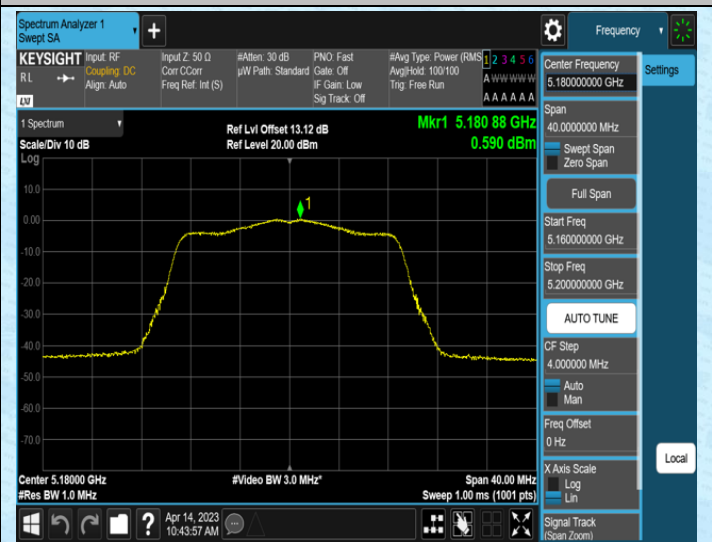 Spectrum Analyzer 1
Swept SA
+
Frequency
KEYSIGHT
RL
LXI
Input: RF
Coupling: DC
Align: Auto
Input Z: 50 Ω
Corr CCorr
Freq Ref: Int (S)
#Atten: 30 dB
µW Path: Standard
PNO: Fast
Gate: Off
IF Gain: Low
Sig Track: Off
#Avg Type: Power (RMS
Avg|Hold: 100/100
Trig: Free Run
1 2 3 4 5 6
A W W W W W
A A A A A A
1 Spectrum
Scale/Div 10 dB
Log
Ref Lvl Offset 13.12 dB
Ref Level 20.00 dBm
Mkr1 5.180 88 GHz
0.590 dBm
1
10.0
0.00
-10.0
-20.0
-30.0
-40.0
-50.0
-60.0
-70.0
Center 5.18000 GHz
#Res BW 1.0 MHz
#Video BW 3.0 MHz*
Span 40.00 MHz
Sweep 1.00 ms (1001 pts)
?
Apr 14, 2023
10:43:57 AM
Center Frequency
5.180000000 GHz
Span
40.0000000 MHz
Swept Span
Zero Span
Full Span
Start Freq
5.160000000 GHz
Stop Freq
5.200000000 GHz
AUTO TUNE
CF Step
4.000000 MHz
Auto
Man
Freq Offset
0 Hz
X Axis Scale
Log
Lin
Signal Track
(Span Zoom)
Settings
Local